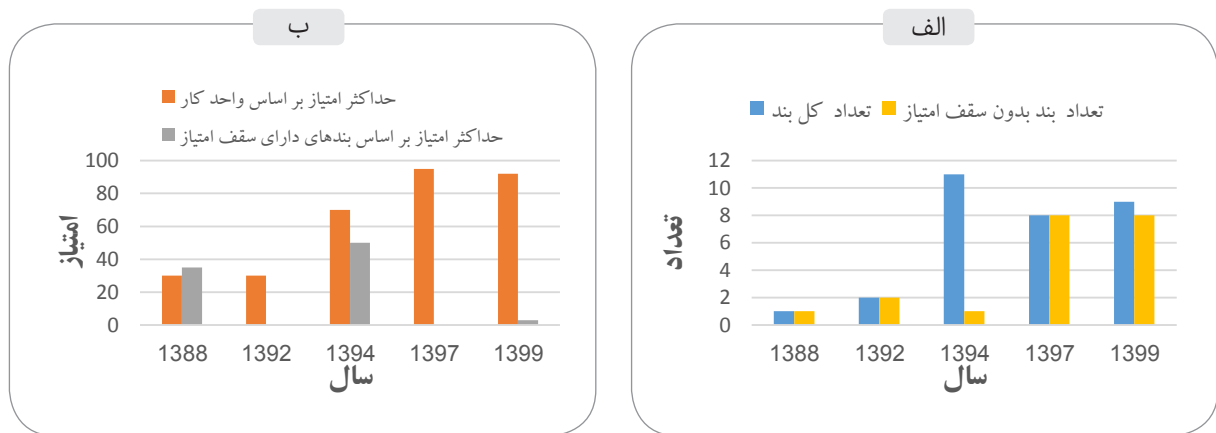 الف
تعداد کل بند
تعداد بند بدون سقف امتیاز
12
10
8
6
4
2
0
تعداد
1388 1392 1394 1397 1399
سال
ب
حداکثر امتیاز بر اساس واحد کار
حداکثر امتیاز بر اساس بندهای دارای سقف امتیاز
100
80
60
40
20
0
امتیاز
1388 1392 1394 1397 1399
سال